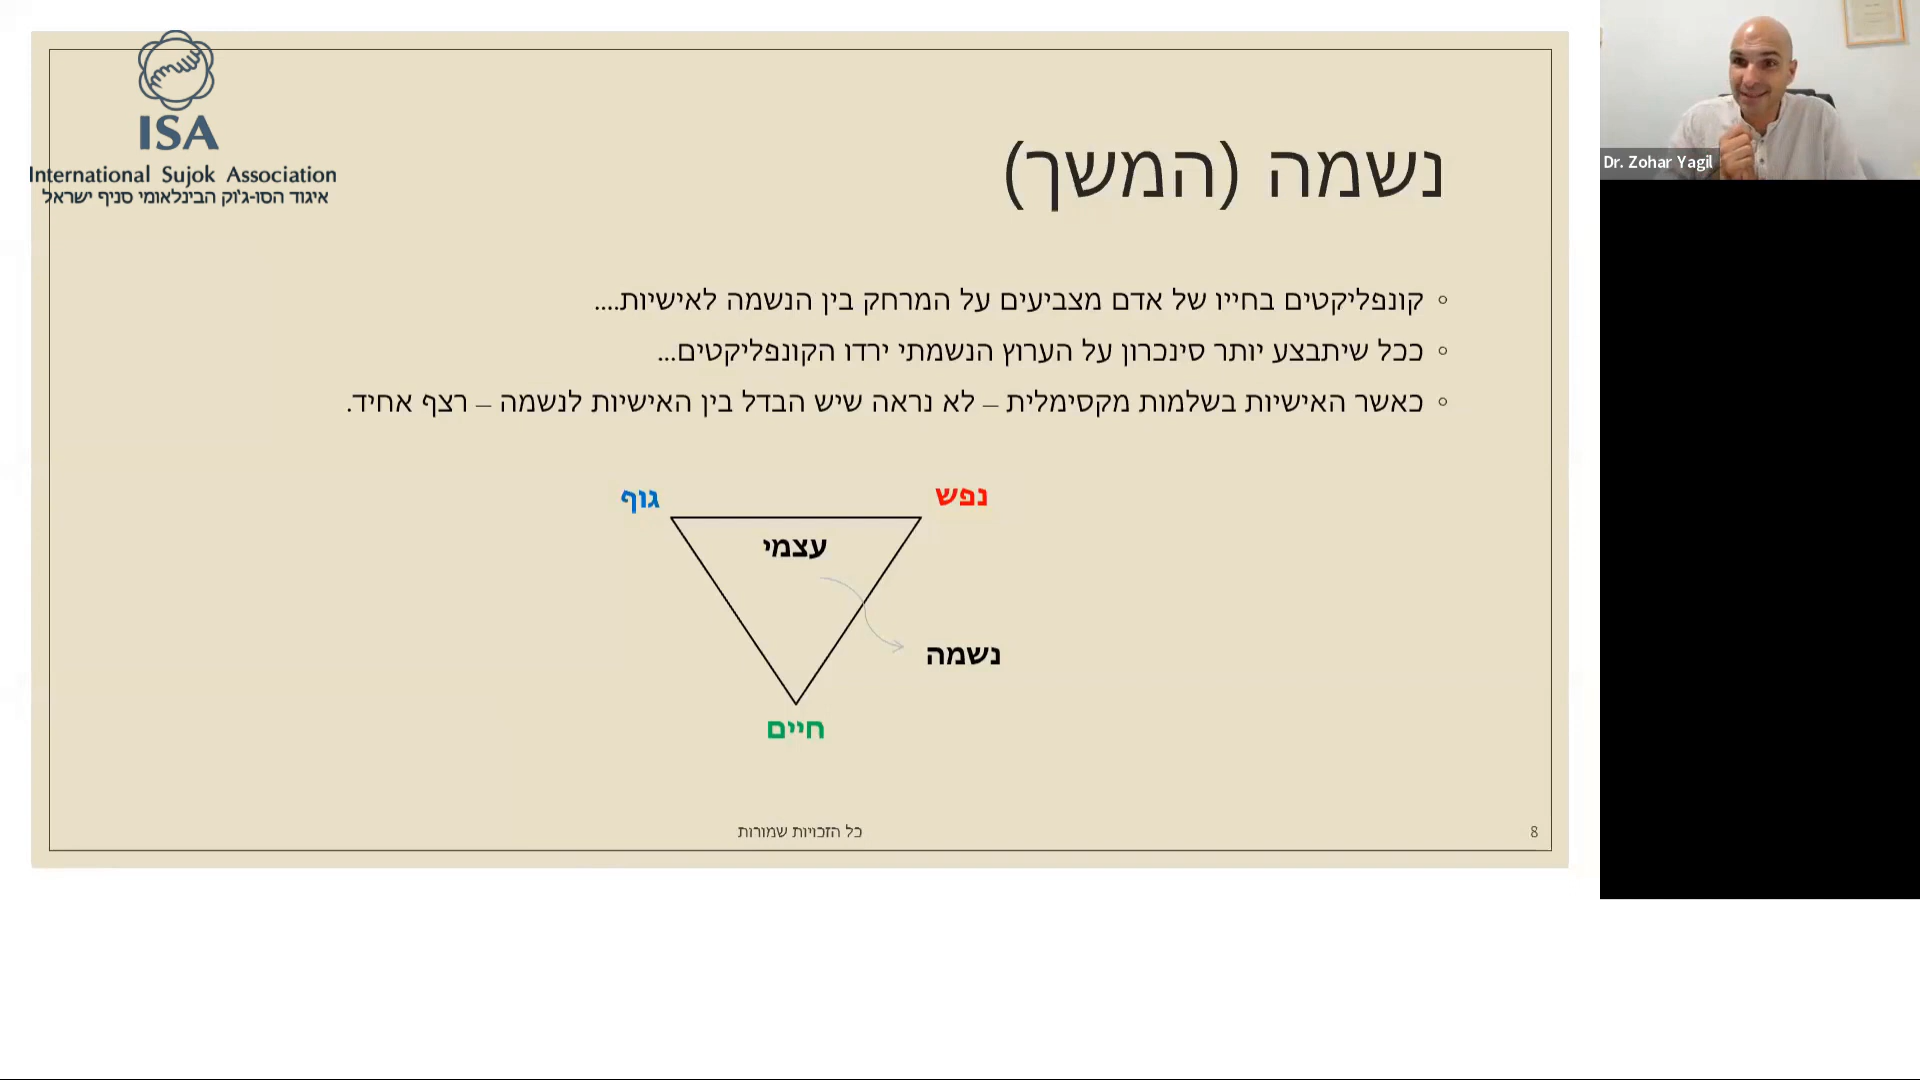 ISA
International Sujok Association
איגוד הסו-ג'וק הבינלאומי סניף ישראל
נשמה (המשך)
◦ קונפליקטים בחייו של אדם מצביעים על המרחק בין הנשמה לאישיות....
◦ ככל שיתבצע יותר סינכרון על הערוץ הנשמתי ירדו הקונפליקטים...
◦ כאשר האישיות בשלמות מקסימלית – לא נראה שיש הבדל בין האישיות לנשמה – רצף אחיד.
נפש
גוף
עצמי
נשמה
חיים
כל הזכויות שמורות
8
Dr. Zohar Yagil